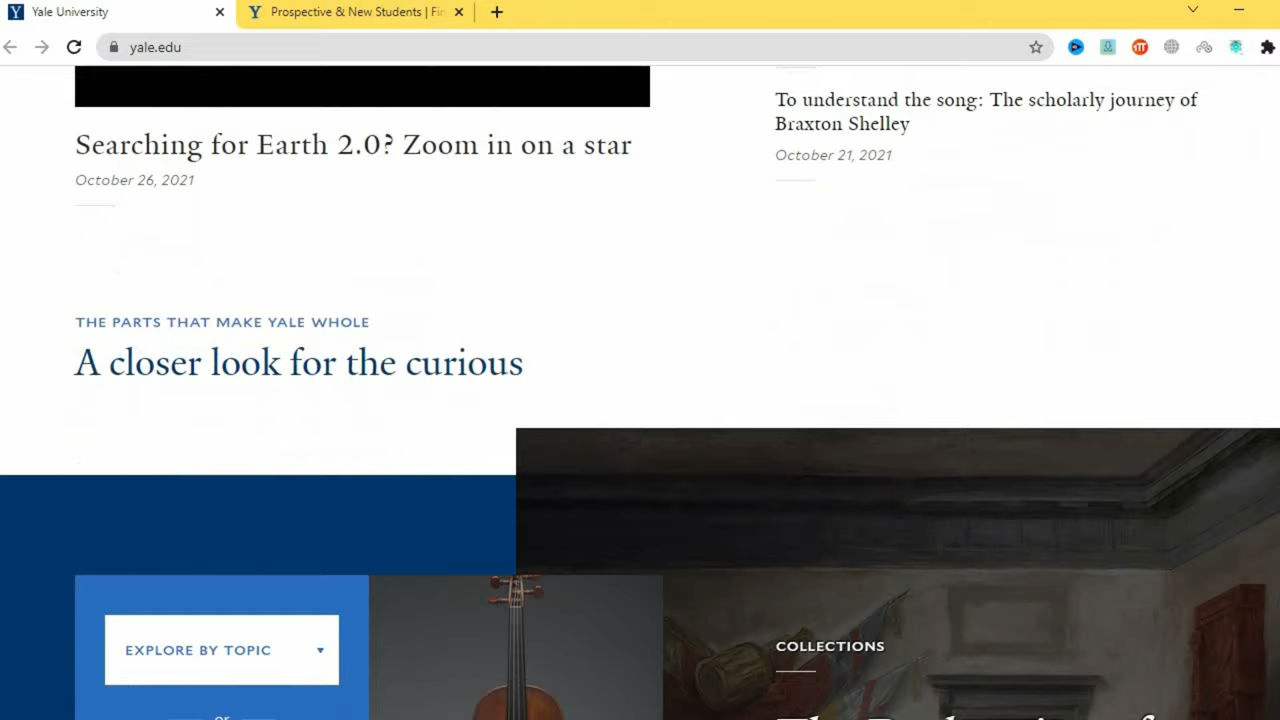 Yale University
Prospective & New Students | Fi
yale.edu
Searching for Earth 2.0? Zoom in on a star
October 26, 2021
To understand the song: The scholarly journey of
Braxton Shelley
October 21, 2021
THE PARTS THAT MAKE YALE WHOLE
A closer look for the curious
EXPLORE BY TOPIC
or
COLLECTIONS